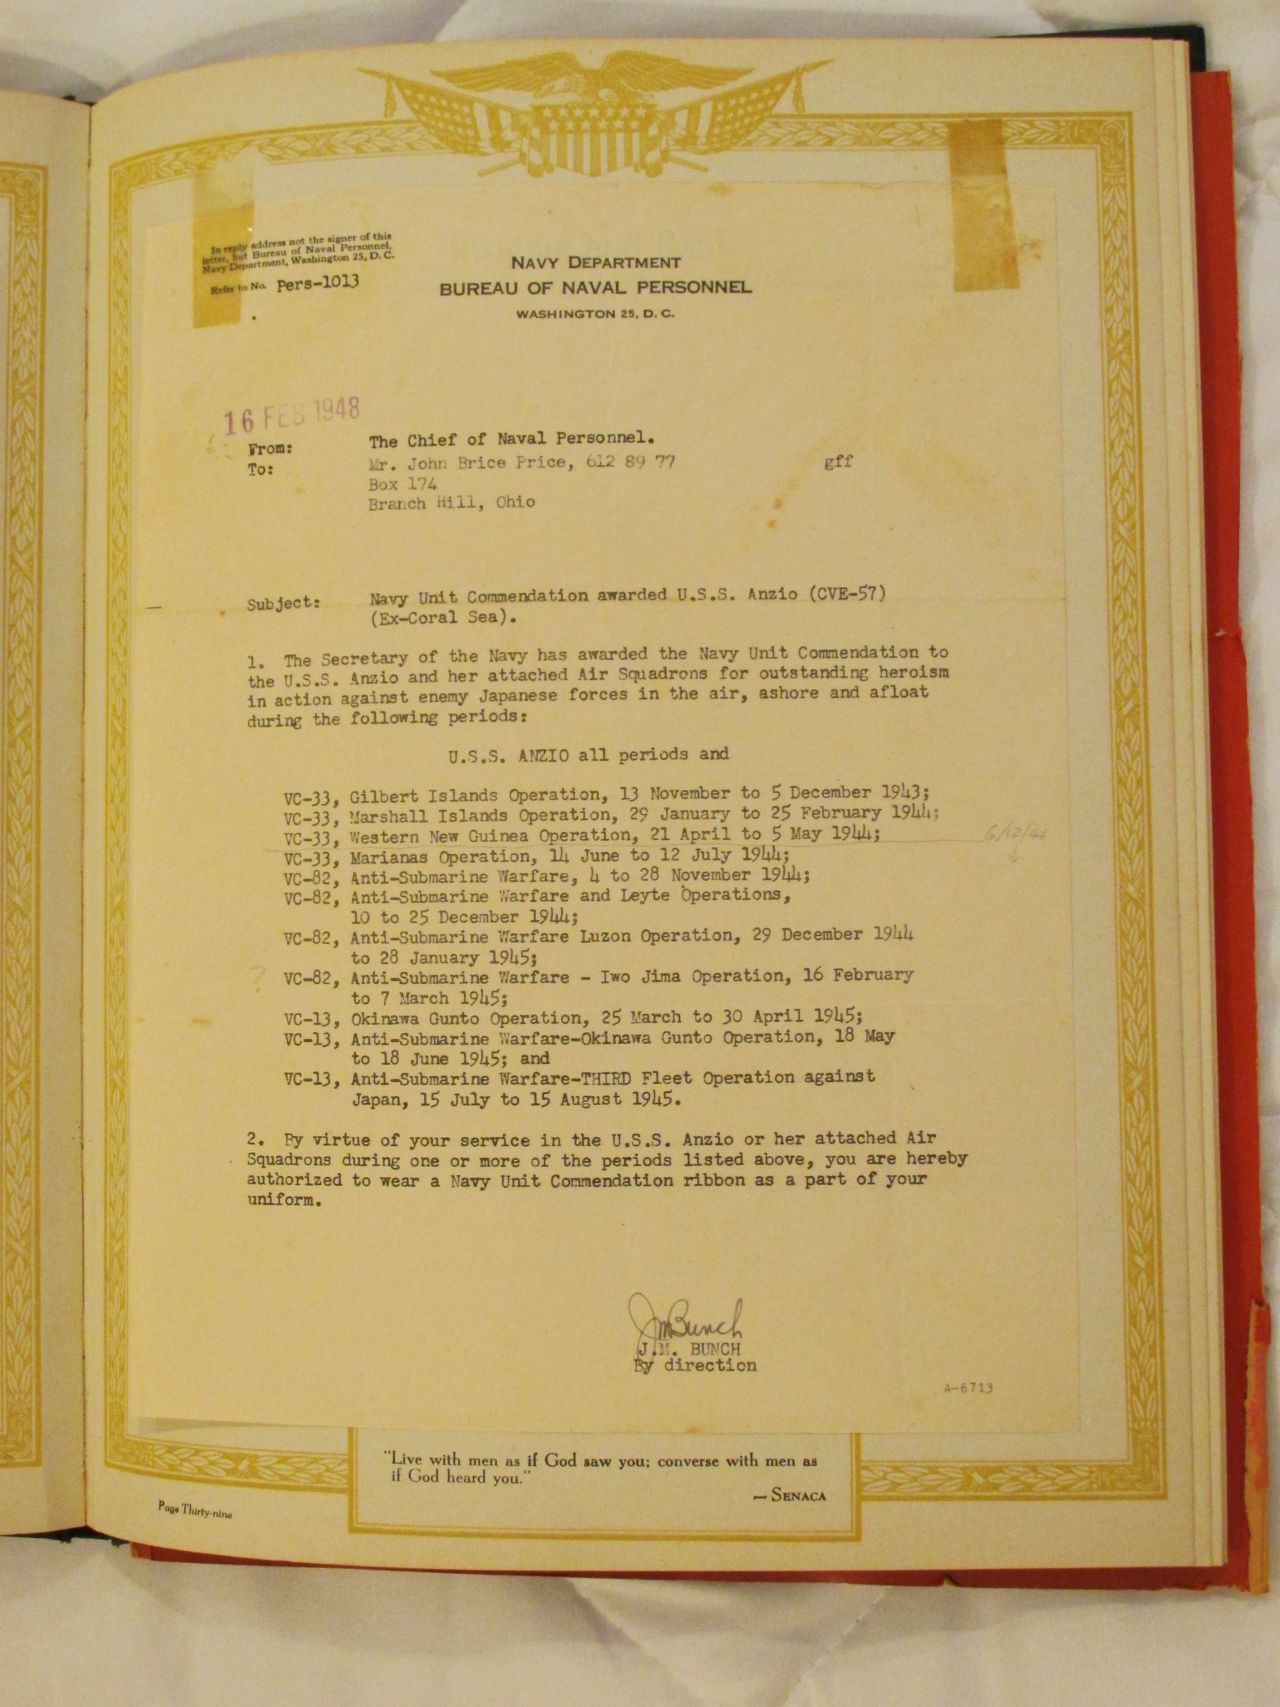 In reply address not the signer of this
letter, but Bureau of Naval Personnel,
Navy Department, Washington 25, D. C.
Refer to No. Pers-1013
NAVY DEPARTMENT
BUREAU OF NAVAL PERSONNEL
WASHINGTON 25, D. C.
16 FEB 1948
From: The Chief of Naval Personnel.
To: Mr. John Brice Price, 612 89 77 gff
Box 174
Branch Hill, Ohio
Subject: Navy Unit Commendation awarded U.S.S. Anzio (CVE-57)
(Ex-Coral Sea).
1. The Secretary of the Navy has awarded the Navy Unit Commendation to
the U.S.S. Anzio and her attached Air Squadrons for outstanding heroism
in action against enemy Japanese forces in the air, ashore and afloat
during the following periods:
U.S.S. ANZIO all periods and
VC-33, Gilbert Islands Operation, 13 November to 5 December 1943;
VC-33, Marshall Islands Operation, 29 January to 25 February 1944;
VC-33, Western New Guinea Operation, 21 April to 5 May 1944; 6/12/44
VC-33, Marianas Operation, 14 June to 12 July 1944;
VC-82, Anti-Submarine Warfare, 4 to 28 November 1944;
VC-82, Anti-Submarine Warfare and Leyte Operations,
10 to 25 December 1944;
VC-82, Anti-Submarine Warfare Luzon Operation, 29 December 1944
to 28 January 1945;
? VC-82, Anti-Submarine Warfare - Iwo Jima Operation, 16 February
to 7 March 1945;
VC-13, Okinawa Gunto Operation, 25 March to 30 April 1945;
VC-13, Anti-Submarine Warfare-Okinawa Gunto Operation, 18 May
to 18 June 1945; and
VC-13, Anti-Submarine Warfare-THIRD Fleet Operation against
Japan, 15 July to 15 August 1945.
2. By virtue of your service in the U.S.S. Anzio or her attached Air
Squadrons during one or more of the periods listed above, you are hereby
authorized to wear a Navy Unit Commendation ribbon as a part of your
uniform.
JM Bunch
J.M. BUNCH
By direction
A-6713
"Live with men as if God saw you; converse with men as
if God heard you."
— SENACA
Page Thirty-nine